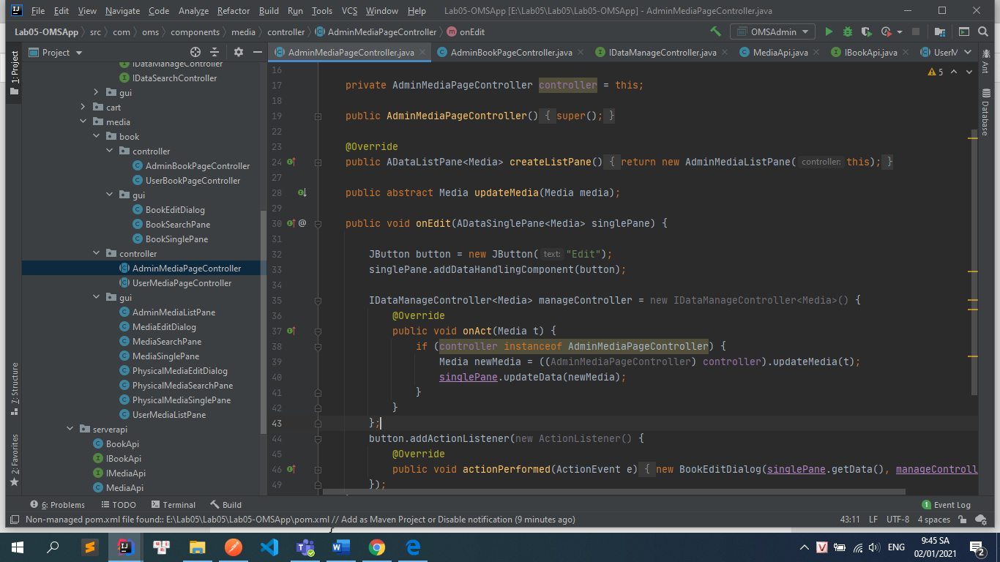 File Edit View Navigate Code Analyze Refactor Build Run Tools VCS Window Help Lab05-OMSApp [E:\Lab05\Lab05\Lab05-OMSApp] - AdminMediaPageController.java
Lab05-OMSApp src com oms components media controller AdminMediaPageController onEdit OMSAdmin
Project
AdminMediaPageController.java AdminBookPageController.java IDataManageController.java MediaApi.java IBookApi.java UserM
1: Project
7: Structure
2: Favorites
IDataManageController
IDataSearchController
gui
cart
media
book
controller
AdminBookPageController
UserBookPageController
gui
BookEditDialog
BookSearchPane
BookSinglePane
controller
AdminMediaPageController
UserMediaPageController
gui
AdminMediaListPane
MediaEditDialog
MediaSearchPane
MediaSinglePane
PhysicalMediaEditDialog
PhysicalMediaSearchPane
PhysicalMediaSinglePane
UserMediaListPane
serverapi
BookApi
IBookApi
IMediaApi
MediaApi
16
17 private AdminMediaPageController controller = this;
18
19 public AdminMediaPageController() { super(); }
22
23 @Override
24 public ADataListPane<Media> createListPane() { return new AdminMediaListPane( controller: this); }
27
28 public abstract Media updateMedia(Media media);
29
30 @ public void onEdit(ADataSinglePane<Media> singlePane) {
31
32 JButton button = new JButton( text: "Edit");
33 singlePane.addDataHandlingComponent(button);
34
35 IDataManageController<Media> manageController = new IDataManageController<Media>() {
36 @Override
37 public void onAct(Media t) {
38 if (controller instanceof AdminMediaPageController) {
39 Media newMedia = ((AdminMediaPageController) controller).updateMedia(t);
40 singlePane.updateData(newMedia);
41 }
42 }
43 };
44 button.addActionListener(new ActionListener() {
45 @Override
46 public void actionPerformed(ActionEvent e) { new BookEditDialog(singlePane.getData(), manageControll
49 });
5
Ant
Database
6: Problems TODO Terminal Build 1 Event Log
Non-managed pom.xml file found:: E:\Lab05\Lab05\Lab05-OMSApp\pom.xml // Add as Maven Project or Disable notification (9 minutes ago) 43:11 LF UTF-8 4 spaces
ENG 9:45 SA
02/01/2021 2